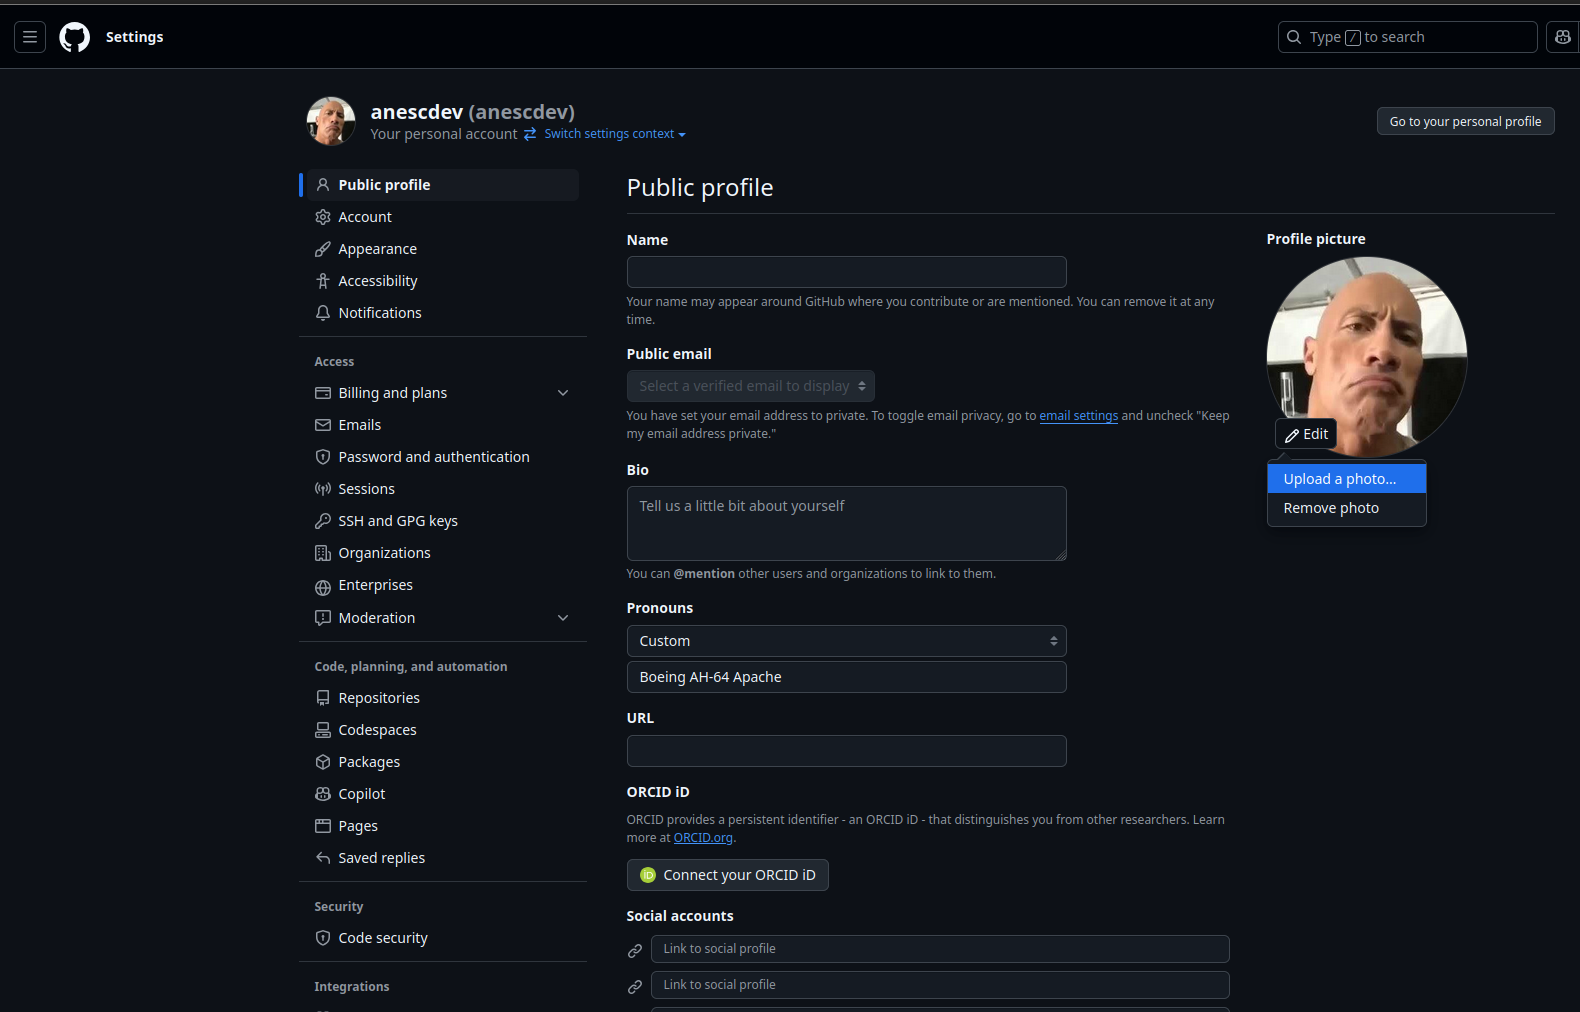 Settings
Type / to search
anescdev (anescdev)
Your personal account Switch settings context
Go to your personal profile
Public profile
Account
Appearance
Accessibility
Notifications
Access
Billing and plans
Emails
Password and authentication
Sessions
SSH and GPG keys
Organizations
Enterprises
Moderation
Code, planning, and automation
Repositories
Codespaces
Packages
Copilot
Pages
Saved replies
Security
Code security
Integrations
Public profile
Name
Your name may appear around GitHub where you contribute or are mentioned. You can remove it at any
time.
Public email
Select a verified email to display
You have set your email address to private. To toggle email privacy, go to email settings and uncheck "Keep
my email address private."
Bio
Tell us a little bit about yourself
You can @mention other users and organizations to link to them.
Pronouns
Custom
Boeing AH-64 Apache
URL
ORCID iD
ORCID provides a persistent identifier - an ORCID iD - that distinguishes you from other researchers. Learn
more at ORCID.org.
iD Connect your ORCID iD
Social accounts
Link to social profile
Link to social profile
Profile picture
Edit
Upload a photo...
Remove photo